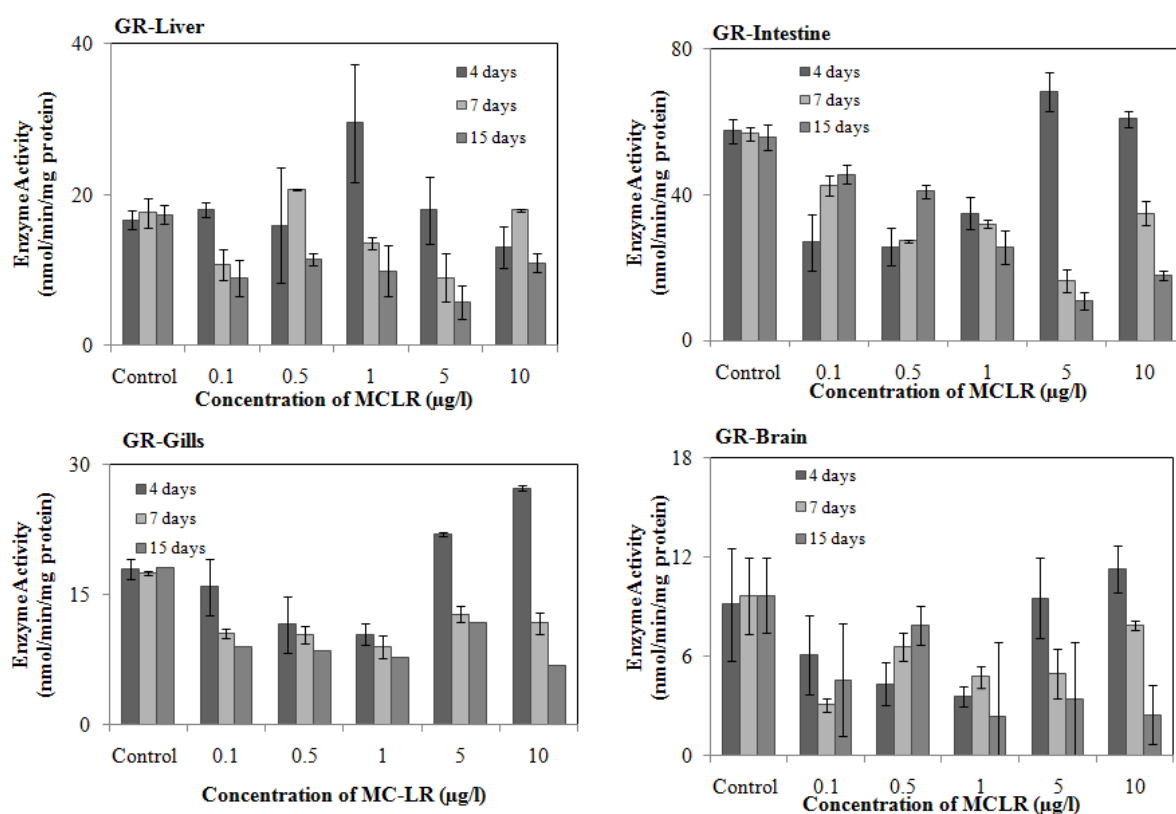 GR-Liver
Enzyme Activity
(nmol/min/mg protein)
40
20
0
4 days
7 days
15 days
Control 0.1 0.5 1 5 10
Concentration of MCLR (µg/l)
GR-Intestine
Enzyme Activity
(nmol/min/mg protein)
80
40
0
4 days
7 days
15 days
Control 0.1 0.5 1 5 10
Concentration of MCLR (µg/l)
GR-Gills
Enzyme Activity
(nmol/min/mg protein)
30
15
0
4 days
7 days
15 days
Control 0.1 0.5 1 5 10
Concentration of MC-LR (µg/l)
GR-Brain
Enzyme Activity
(nmol/min/mg protein)
18
12
6
0
4 days
7 days
15 days
Control 0.1 0.5 1 5 10
Concentration of MCLR (µg/l)